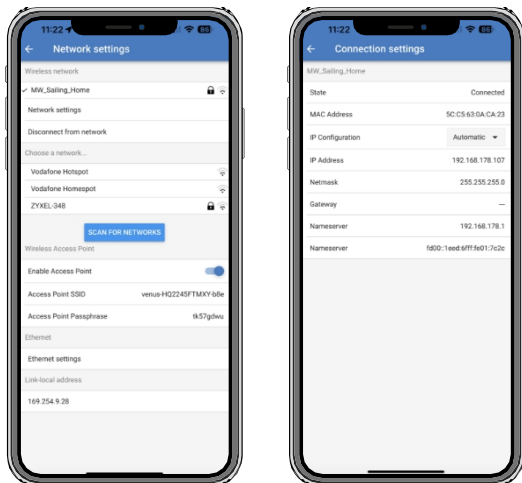 11:22
85
Network settings
Wireless network
MW_Sailing_Home
Network settings
Disconnect from network
Choose a network...
Vodafone Hotspot
Vodafone Homespot
ZYXEL-348
SCAN FOR NETWORKS
Wireless Access Point
Enable Access Point
Access Point SSID venus-HQ2245FTMXY-b8e
Access Point Passphrase tk57gdwu
Ethernet
Ethernet settings
Link-local address
169.254.9.28
11:22
85
Connection settings
MW_Sailing_Home
State Connected
MAC Address 5C:C5:63:0A:CA:23
IP Configuration Automatic
IP Address 192.168.178.107
Netmask 255.255.255.0
Gateway ---
Nameserver 192.168.178.1
Nameserver fd00::1eed:6fff:fe01:7c2c